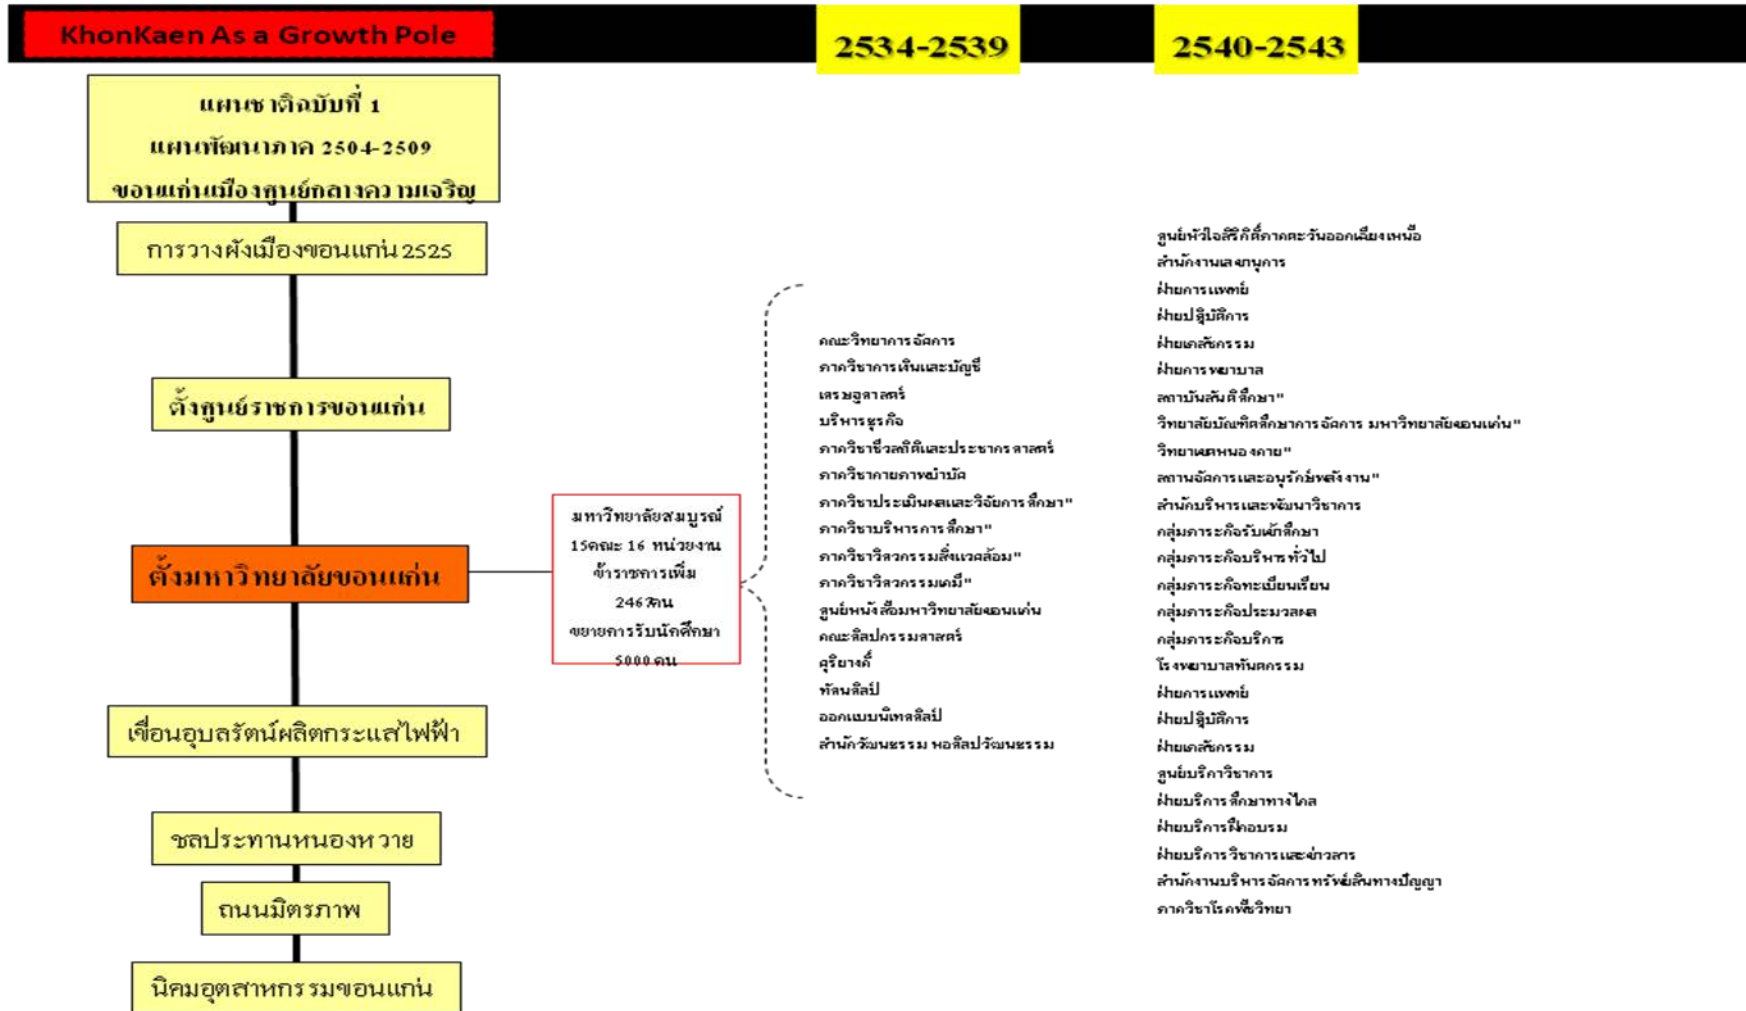 KhonKaen As a Growth Pole
2534-2539
2540-2543
แผนชาติฉบับที่ 1
แผนพัฒนาภาค 2504-2509
ขอนแก่นเมืองศูนย์กลางความเจริญ
การวางผังเมืองขอนแก่น 2525
ตั้งศูนย์ราชการขอนแก่น
ตั้งมหาวิทยาลัยขอนแก่น
เขื่อนอุบลรัตน์ผลิตกระแสไฟฟ้า
ชลประทานหนองหวาย
ถนนมิตรภาพ
นิคมอุตสาหกรรมขอนแก่น
มหาวิทยาลัยสมบูรณ์
15คณะ 16 หน่วยงาน
ข้าราชการเพิ่ม
2467คน
ขยายการรับนักศึกษา
5000 คน
คณะวิทยาการจัดการ
ภาควิชาการเงินและบัญชี
เศรษฐศาสตร์
บริหารธุรกิจ
ภาควิชาชีวสถิติและประชากรศาสตร์
ภาควิชากายภาพบำบัด
ภาควิชาประเมินผลและวิจัยการศึกษา"
ภาควิชาบริหารการศึกษา"
ภาควิชาวิศวกรรมสิ่งแวดล้อม"
ภาควิชาวิศวกรรมเคมี"
ศูนย์หนังสือมหาวิทยาลัยขอนแก่น
คณะศิลปกรรมศาสตร์
ดุริยางค์
ทัศนศิลป์
ออกแบบนิเทศศิลป์
สำนักวัฒนธรรม หอศิลปวัฒนธรรม
ศูนย์หัวใจสิริกิติ์ภาคตะวันออกเฉียงเหนือ
สำนักงานเลขานุการ
ฝ่ายการแพทย์
ฝ่ายปฏิบัติการ
ฝ่ายเภสัชกรรม
ฝ่ายการพยาบาล
สถาบันสันติศึกษา"
วิทยาลัยบัณฑิตศึกษาการจัดการ มหาวิทยาลัยขอนแก่น"
วิทยาเขตหนองคาย"
สถานจัดการและอนุรักษ์พลังงาน"
สำนักบริหารและพัฒนาวิชาการ
กลุ่มภาระกิจรับเข้าศึกษา
กลุ่มภาระกิจบริหารทั่วไป
กลุ่มภาระกิจทะเบียนเรียน
กลุ่มภาระกิจประมวลผล
กลุ่มภาระกิจบริการ
โรงพยาบาลทันตกรรม
ฝ่ายการแพทย์
ฝ่ายปฏิบัติการ
ฝ่ายเภสัชกรรม
ศูนย์บริการวิชาการ
ฝ่ายบริการศึกษาทางไกล
ฝ่ายบริการฝึกอบรม
ฝ่ายบริการวิชาการและข่าวสาร
สำนักงานบริหารจัดการทรัพย์สินทางปัญญา
ภาควิชาโรคพืชวิทยา